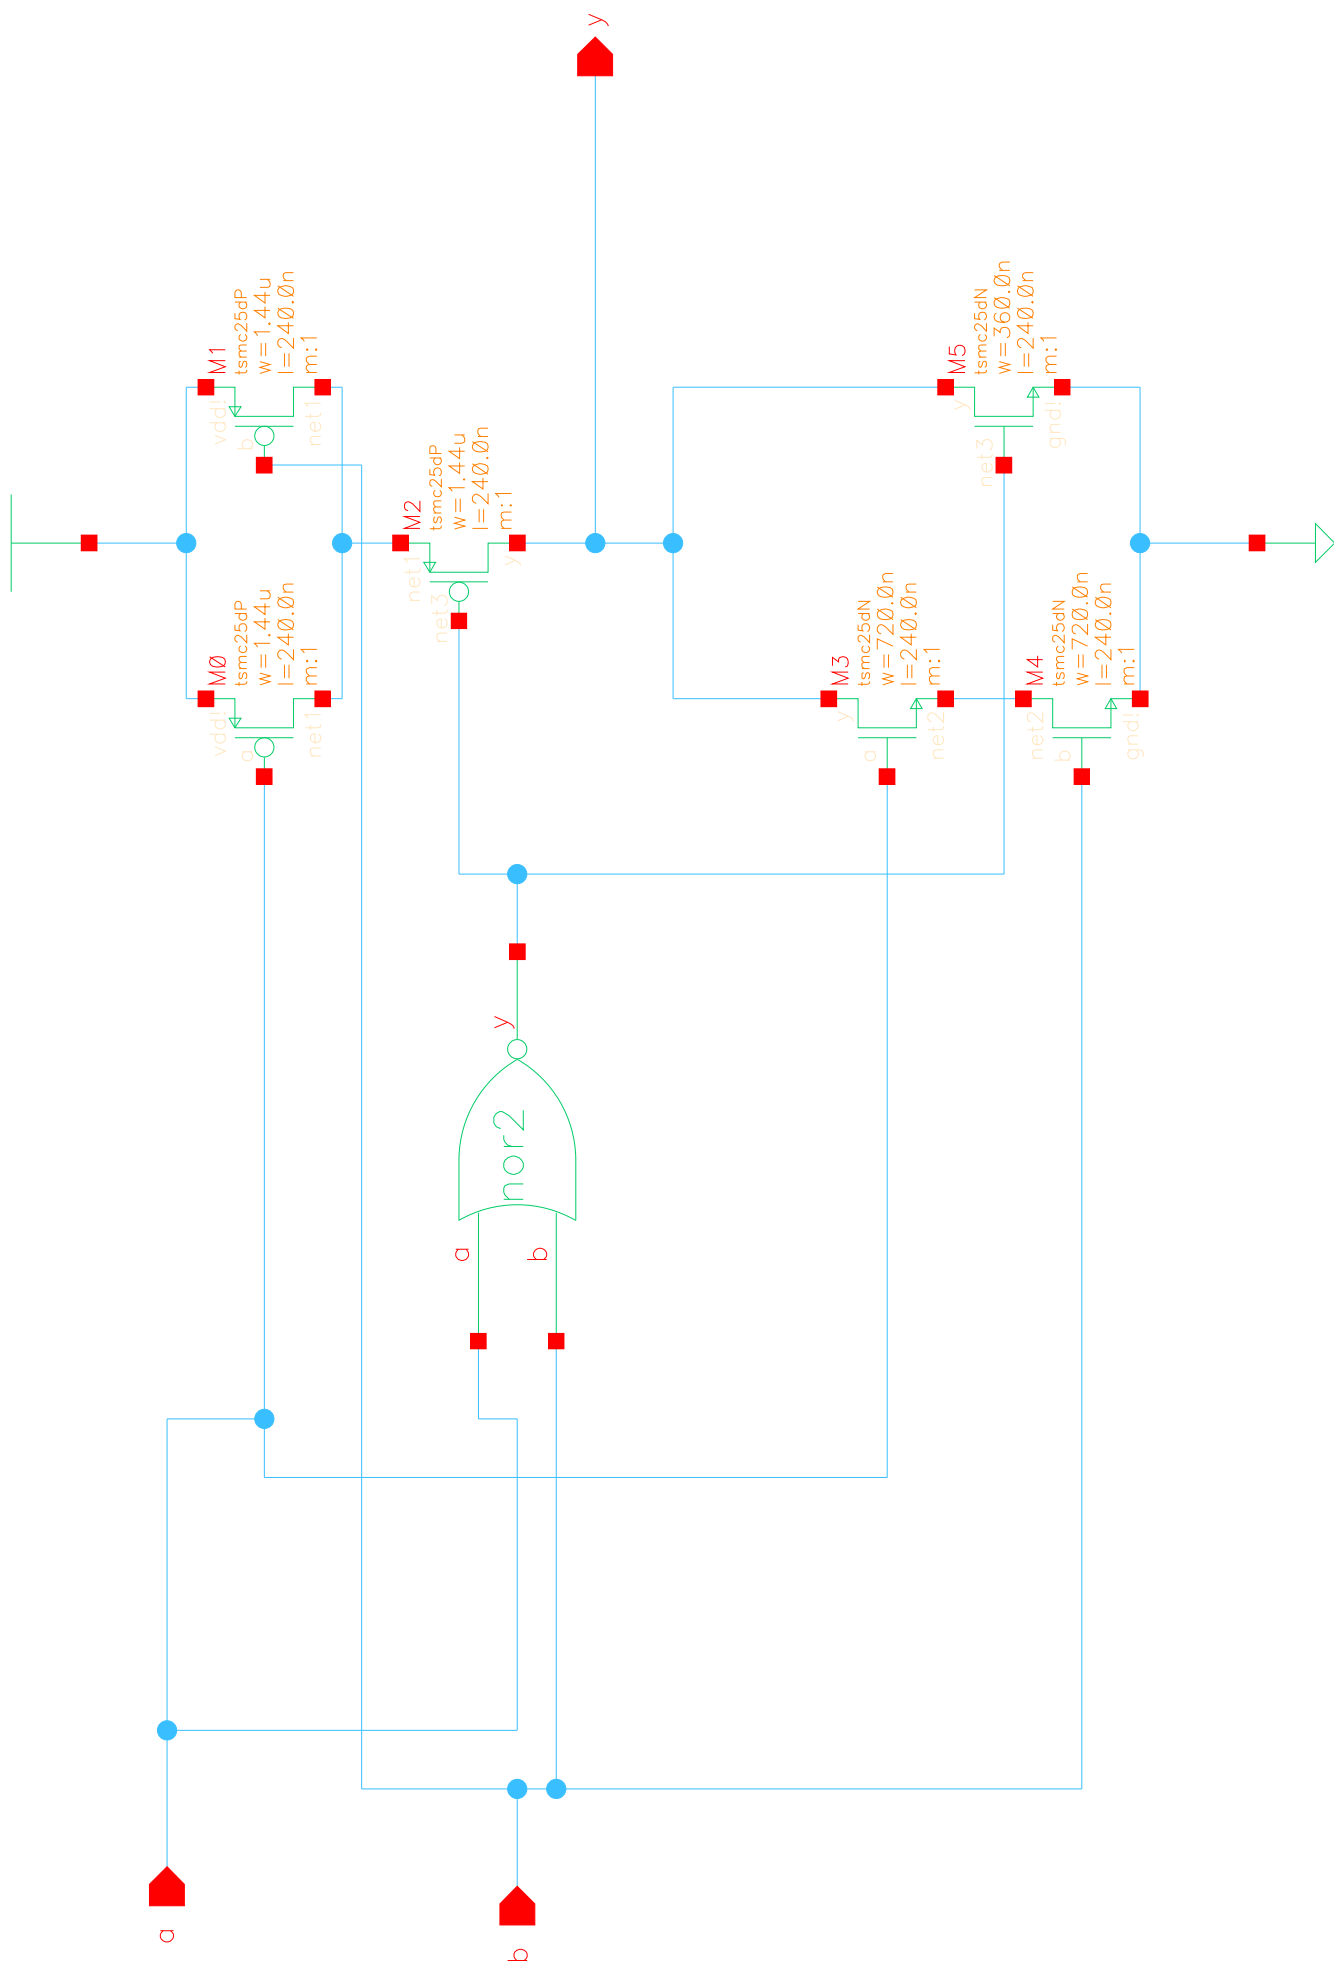 a
vdd!
a
net1
M0
tsmc25dP
w=1.44u
l=240.0n
m:1
vdd!
b
net1
M1
tsmc25dP
w=1.44u
l=240.0n
m:1
net1
net3
y
M2
tsmc25dP
w=1.44u
l=240.0n
m:1
b
a
b
nor2
y
y
y
a
net2
M3
tsmc25dN
w=720.0n
l=240.0n
m:1
y
net3
gnd!
M5
tsmc25dN
w=360.0n
l=240.0n
m:1
net2
b
gnd!
M4
tsmc25dN
w=720.0n
l=240.0n
m:1